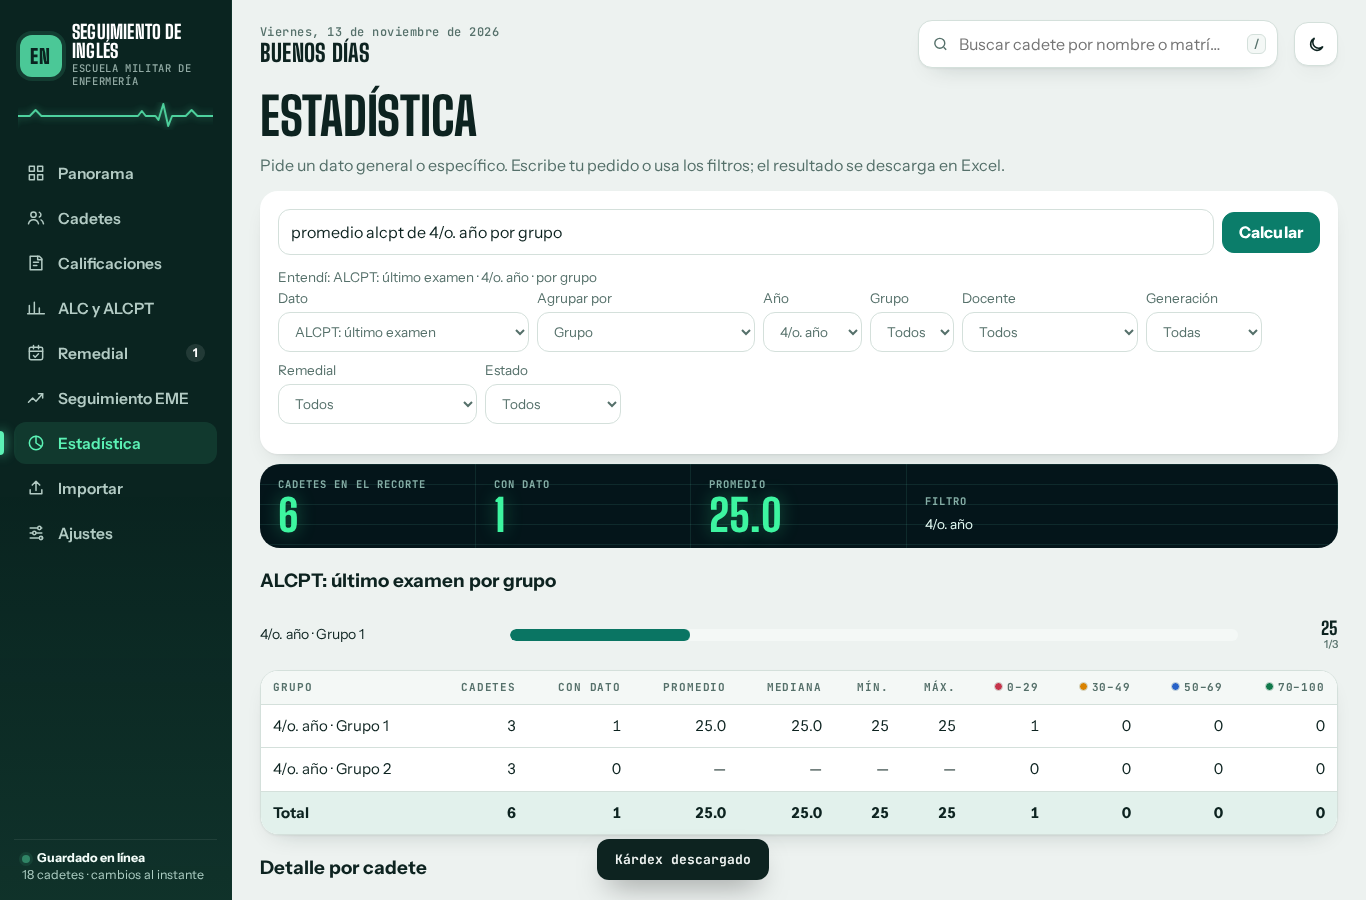 EN
SEGUIMIENTO DE
INGLÉS
ESCUELA MILITAR DE
ENFERMERÍA
Panorama
Cadetes
Calificaciones
ALC y ALCPT
Remedial 1
Seguimiento EME
Estadística
Importar
Ajustes
Guardado en línea
18 cadetes · cambios al instante
Viernes, 13 de noviembre de 2026
BUENOS DÍAS
Buscar cadete por nombre o matrí... /
ESTADÍSTICA
Pide un dato general o específico. Escribe tu pedido o usa los filtros; el resultado se descarga en Excel.
promedio alcpt de 4/o. año por grupo Calcular
Entendí: ALCPT: último examen · 4/o. año · por grupo
Dato Agrupar por Año Grupo Docente Generación
ALCPT: último examen Grupo 4/o. año Todos Todos Todas
Remedial Estado
Todos Todos
CADETES EN EL RECORTE CON DATO PROMEDIO FILTRO
6 1 25.0 4/o. año
ALCPT: último examen por grupo
4/o. año · Grupo 1 25
1/3
GRUPO CADETES CON DATO PROMEDIO MEDIANA MÍN. MÁX. 0–29 30–49 50–69 70–100
4/o. año · Grupo 1 3 1 25.0 25.0 25 25 1 0 0 0
4/o. año · Grupo 2 3 0 — — — — 0 0 0 0
Total 6 1 25.0 25.0 25 25 1 0 0 0
Detalle por cadete
Kárdex descargado